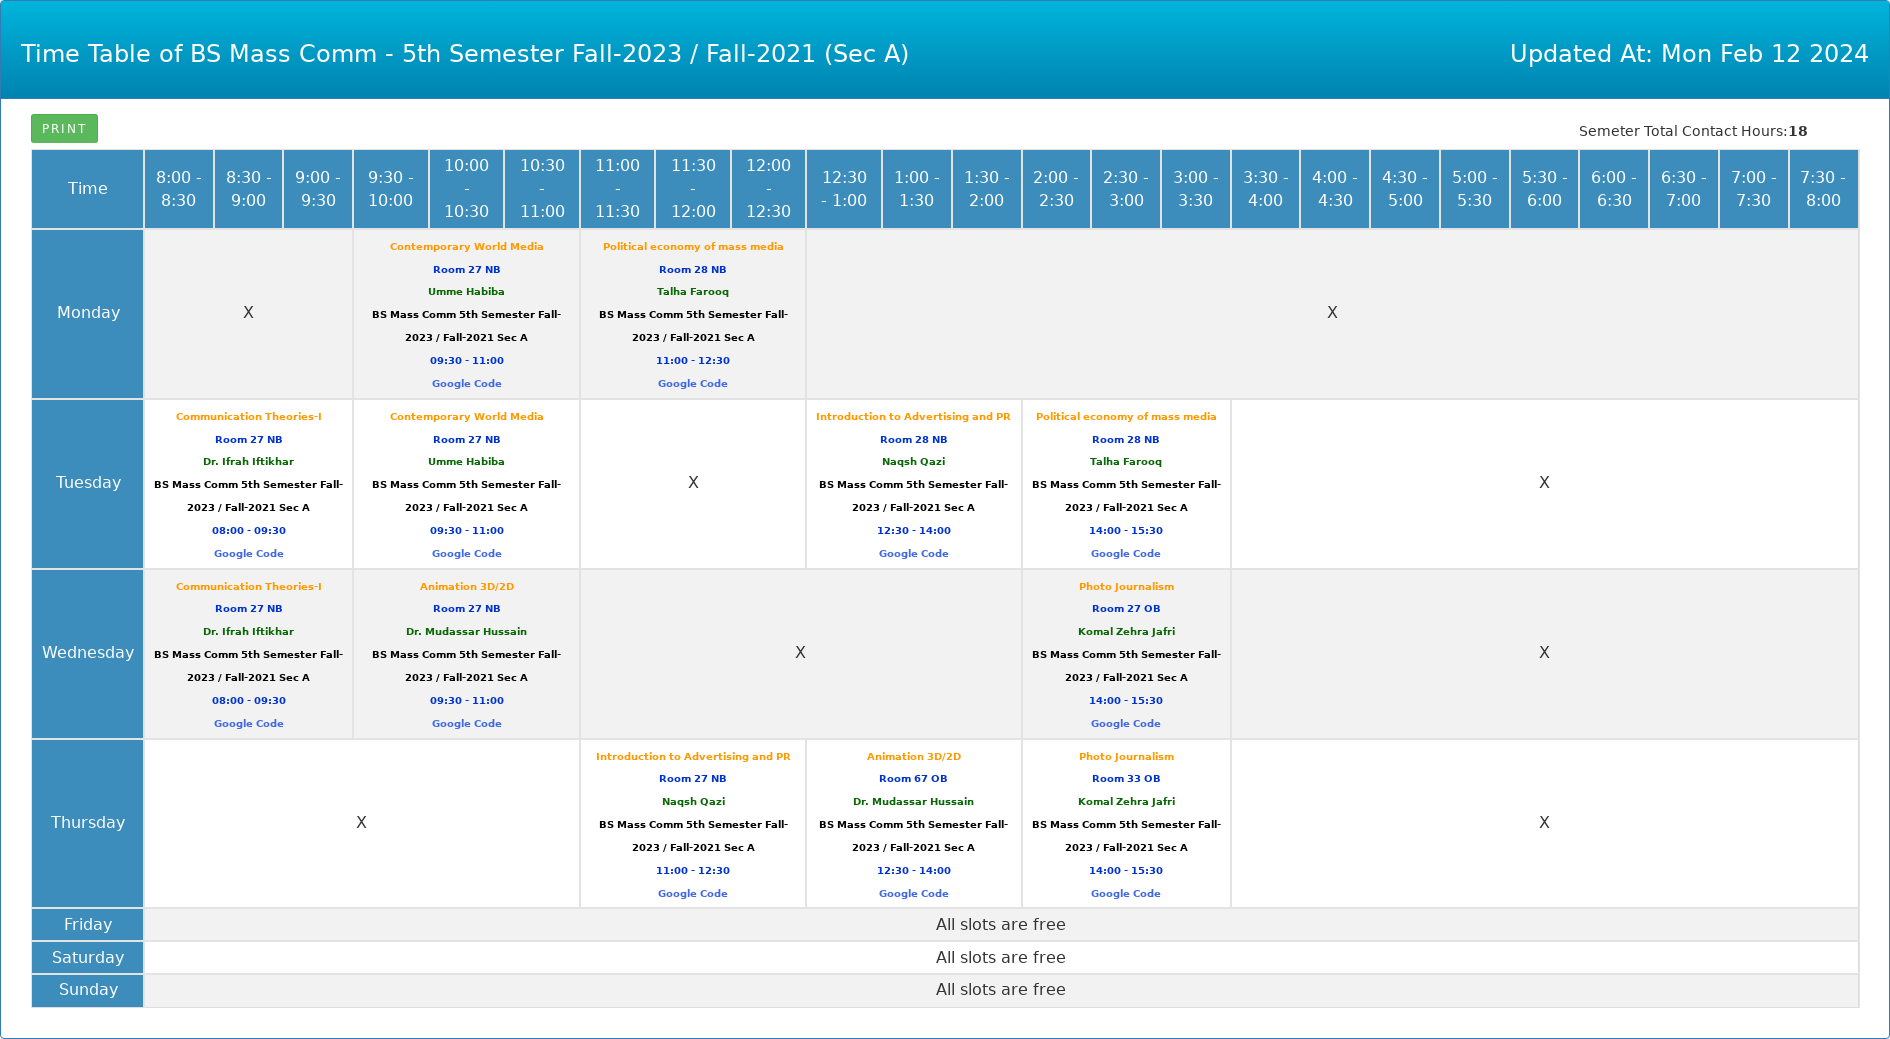 Time Table of BS Mass Comm - 5th Semester Fall-2023 / Fall-2021 (Sec A)
Updated At: Mon Feb 12 2024
PRINT
Semeter Total Contact Hours:18
Time
8:00 -
8:30
8:30 -
9:00
9:00 -
9:30
9:30 -
10:00
10:00
-
10:30
10:30
-
11:00
11:00
-
11:30
11:30
-
12:00
12:00
-
12:30
12:30
- 1:00
1:00 -
1:30
1:30 -
2:00
2:00 -
2:30
2:30 -
3:00
3:00 -
3:30
3:30 -
4:00
4:00 -
4:30
4:30 -
5:00
5:00 -
5:30
5:30 -
6:00
6:00 -
6:30
6:30 -
7:00
7:00 -
7:30
7:30 -
8:00
Monday
X
Contemporary World Media
Room 27 NB
Umme Habiba
BS Mass Comm 5th Semester Fall-
2023 / Fall-2021 Sec A
09:30 - 11:00
Google Code
Political economy of mass media
Room 28 NB
Talha Farooq
BS Mass Comm 5th Semester Fall-
2023 / Fall-2021 Sec A
11:00 - 12:30
Google Code
X
Tuesday
Communication Theories-I
Room 27 NB
Dr. Ifrah Iftikhar
BS Mass Comm 5th Semester Fall-
2023 / Fall-2021 Sec A
08:00 - 09:30
Google Code
Contemporary World Media
Room 27 NB
Umme Habiba
BS Mass Comm 5th Semester Fall-
2023 / Fall-2021 Sec A
09:30 - 11:00
Google Code
X
Introduction to Advertising and PR
Room 28 NB
Naqsh Qazi
BS Mass Comm 5th Semester Fall-
2023 / Fall-2021 Sec A
12:30 - 14:00
Google Code
Political economy of mass media
Room 28 NB
Talha Farooq
BS Mass Comm 5th Semester Fall-
2023 / Fall-2021 Sec A
14:00 - 15:30
Google Code
X
Wednesday
Communication Theories-I
Room 27 NB
Dr. Ifrah Iftikhar
BS Mass Comm 5th Semester Fall-
2023 / Fall-2021 Sec A
08:00 - 09:30
Google Code
Animation 3D/2D
Room 27 NB
Dr. Mudassar Hussain
BS Mass Comm 5th Semester Fall-
2023 / Fall-2021 Sec A
09:30 - 11:00
Google Code
X
Photo Journalism
Room 27 OB
Komal Zehra Jafri
BS Mass Comm 5th Semester Fall-
2023 / Fall-2021 Sec A
14:00 - 15:30
Google Code
X
Thursday
X
Introduction to Advertising and PR
Room 27 NB
Naqsh Qazi
BS Mass Comm 5th Semester Fall-
2023 / Fall-2021 Sec A
11:00 - 12:30
Google Code
Animation 3D/2D
Room 67 OB
Dr. Mudassar Hussain
BS Mass Comm 5th Semester Fall-
2023 / Fall-2021 Sec A
12:30 - 14:00
Google Code
Photo Journalism
Room 33 OB
Komal Zehra Jafri
BS Mass Comm 5th Semester Fall-
2023 / Fall-2021 Sec A
14:00 - 15:30
Google Code
X
Friday
All slots are free
Saturday
All slots are free
Sunday
All slots are free